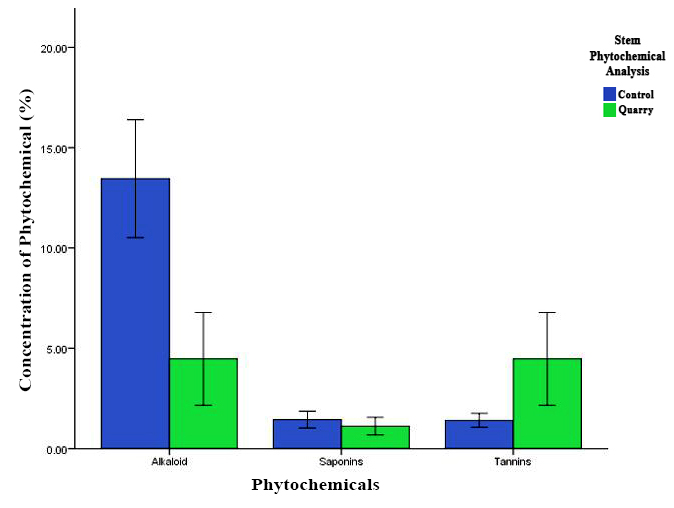 Concentration of Phytochemical (%)
20.00
15.00
10.00
5.00
0.00
Alkaloid
Saponins
Tannins
Phytochemicals
Stem
Phytochemical
Analysis
Control
Quarry